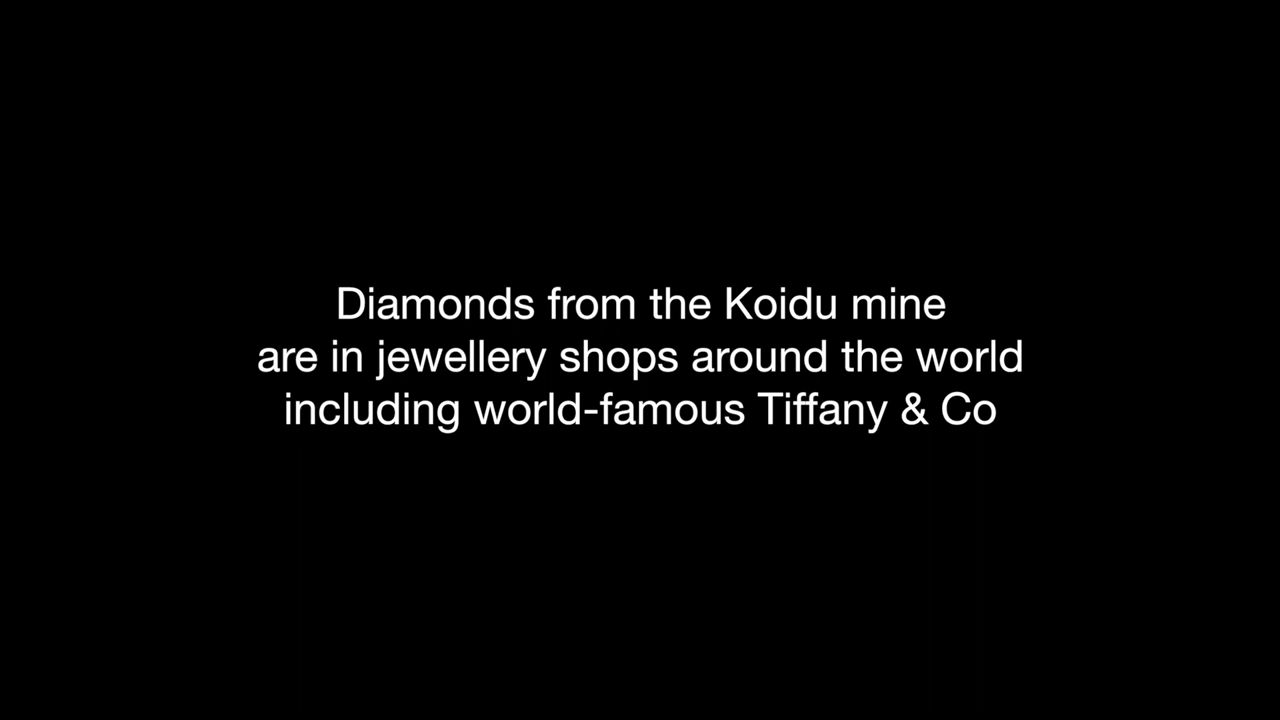 Diamonds from the Koidu mine
are in jewellery shops around the world
including world-famous Tiffany & Co